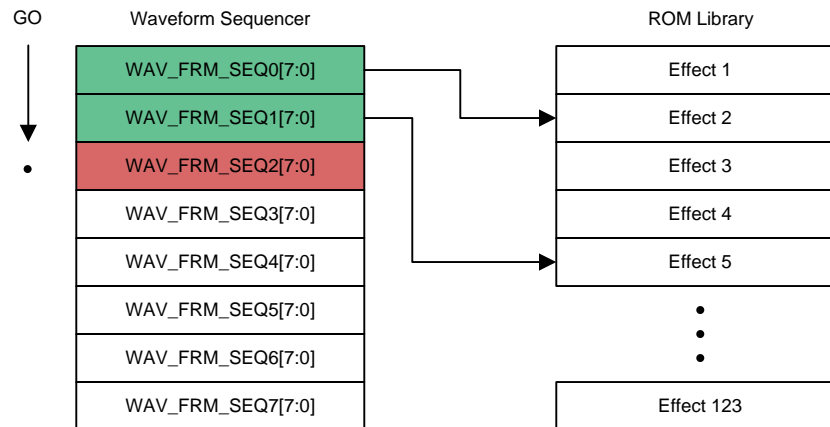 GO
Waveform Sequencer
ROM Library
WAV_FRM_SEQ0[7:0]
WAV_FRM_SEQ1[7:0]
WAV_FRM_SEQ2[7:0]
WAV_FRM_SEQ3[7:0]
WAV_FRM_SEQ4[7:0]
WAV_FRM_SEQ5[7:0]
WAV_FRM_SEQ6[7:0]
WAV_FRM_SEQ7[7:0]
Effect 1
Effect 2
Effect 3
Effect 4
Effect 5
Effect 123